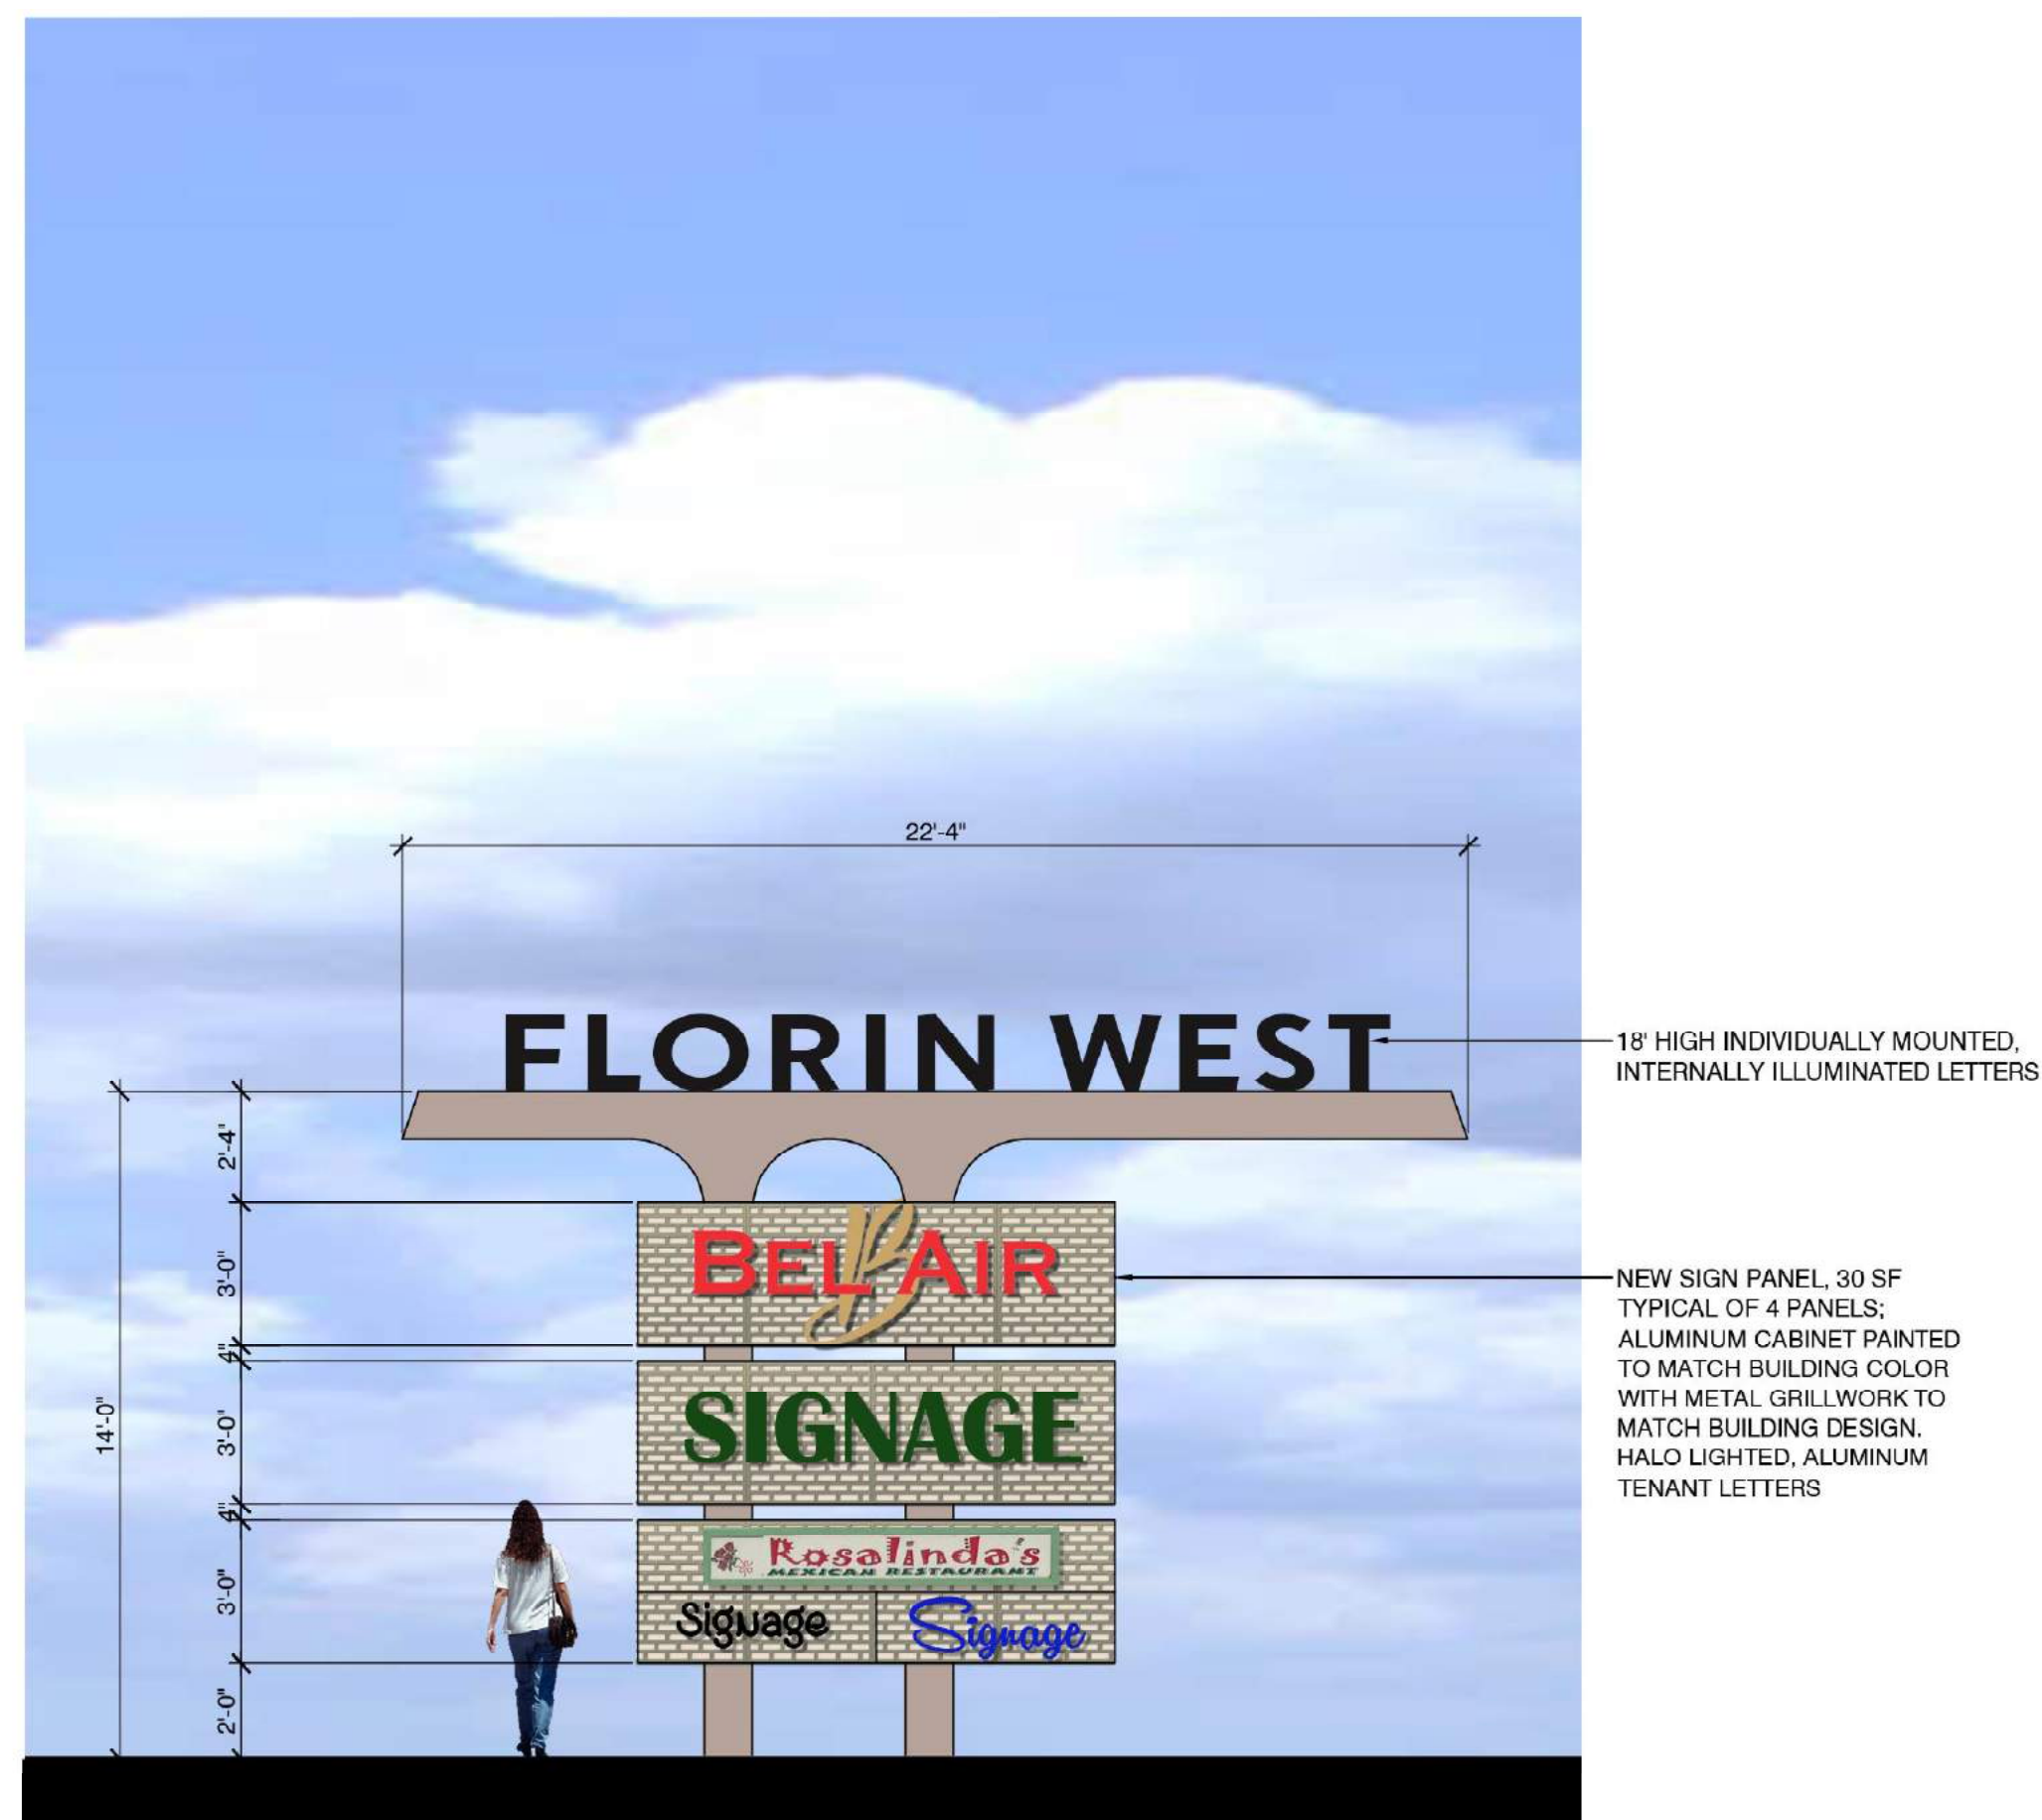 22'-4"
FLORIN WEST
18' HIGH INDIVIDUALLY MOUNTED,
INTERNALLY ILLUMINATED LETTERS
14'-0"
2'-4"
3'-0"
4"
3'-0"
4"
3'-0"
2'-0"
BEL AIR
B
SIGNAGE
Rosalinda's
MEXICAN RESTAURANT
Signage
Signage
NEW SIGN PANEL, 30 SF
TYPICAL OF 4 PANELS;
ALUMINUM CABINET PAINTED
TO MATCH BUILDING COLOR
WITH METAL GRILLWORK TO
MATCH BUILDING DESIGN.
HALO LIGHTED, ALUMINUM
TENANT LETTERS